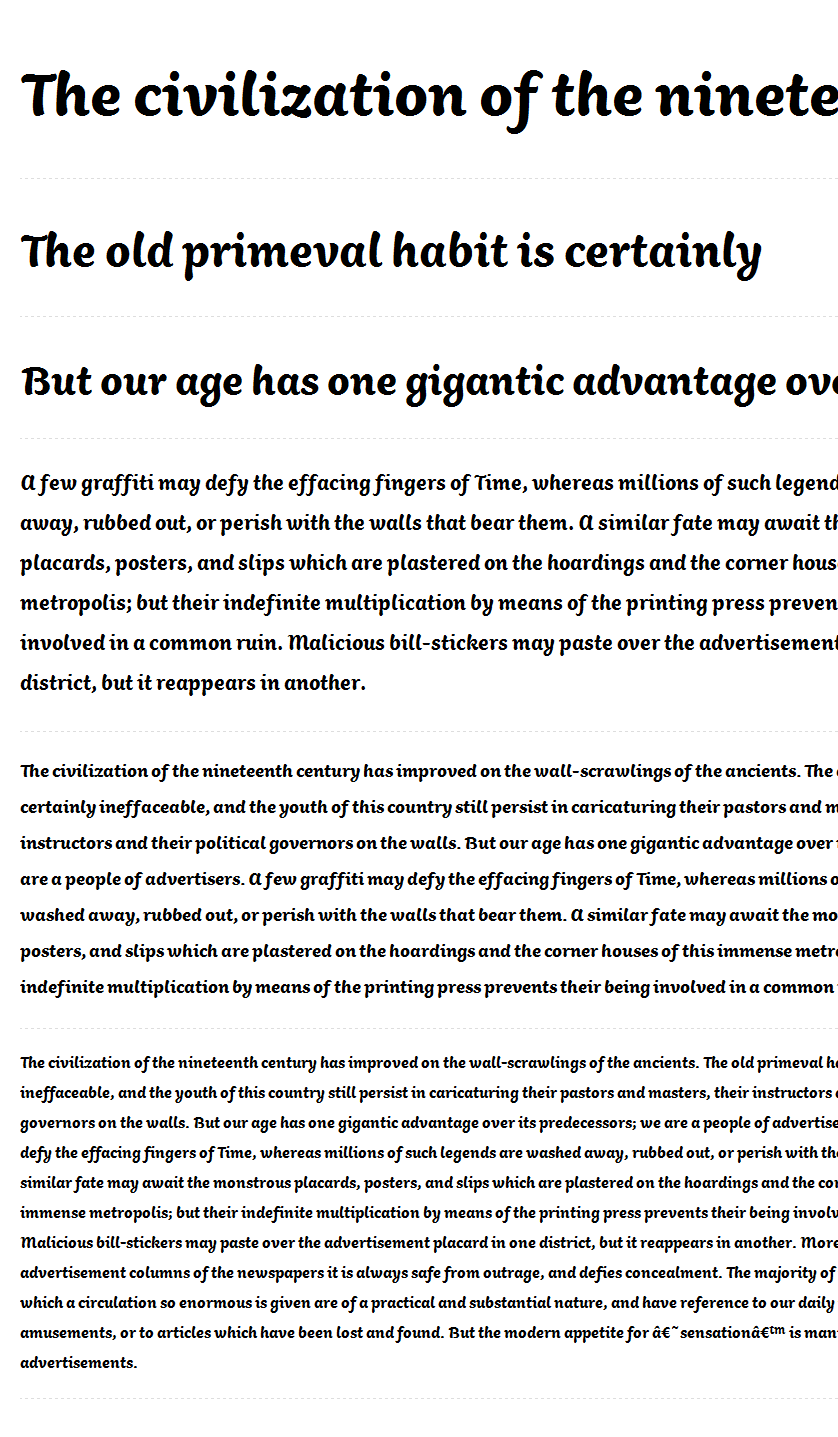 The civilization of the ninete
The old primeval habit is certainly
But our age has one gigantic advantage ove
A few graffiti may defy the effacing fingers of Time, whereas millions of such legend
away, rubbed out, or perish with the walls that bear them. A similar fate may await th
placards, posters, and slips which are plastered on the hoardings and the corner hous
metropolis; but their indefinite multiplication by means of the printing press preven
involved in a common ruin. Malicious bill-stickers may paste over the advertisement
district, but it reappears in another.
The civilization of the nineteenth century has improved on the wall-scrawlings of the ancients. The
certainly ineffaceable, and the youth of this country still persist in caricaturing their pastors and m
instructors and their political governors on the walls. But our age has one gigantic advantage over
are a people of advertisers. A few graffiti may defy the effacing fingers of Time, whereas millions o
washed away, rubbed out, or perish with the walls that bear them. A similar fate may await the mo
posters, and slips which are plastered on the hoardings and the corner houses of this immense metr
indefinite multiplication by means of the printing press prevents their being involved in a common
The civilization of the nineteenth century has improved on the wall-scrawlings of the ancients. The old primeval ha
ineffaceable, and the youth of this country still persist in caricaturing their pastors and masters, their instructors
governors on the walls. But our age has one gigantic advantage over its predecessors; we are a people of advertise
defy the effacing fingers of Time, whereas millions of such legends are washed away, rubbed out, or perish with the
similar fate may await the monstrous placards, posters, and slips which are plastered on the hoardings and the cor
immense metropolis; but their indefinite multiplication by means of the printing press prevents their being involv
Malicious bill-stickers may paste over the advertisement placard in one district, but it reappears in another. More
advertisement columns of the newspapers it is always safe from outrage, and defies concealment. The majority of
which a circulation so enormous is given are of a practical and substantial nature, and have reference to our daily
amusements, or to articles which have been lost and found. But the modern appetite for â€˜sensationâ€™ is man
advertisements.